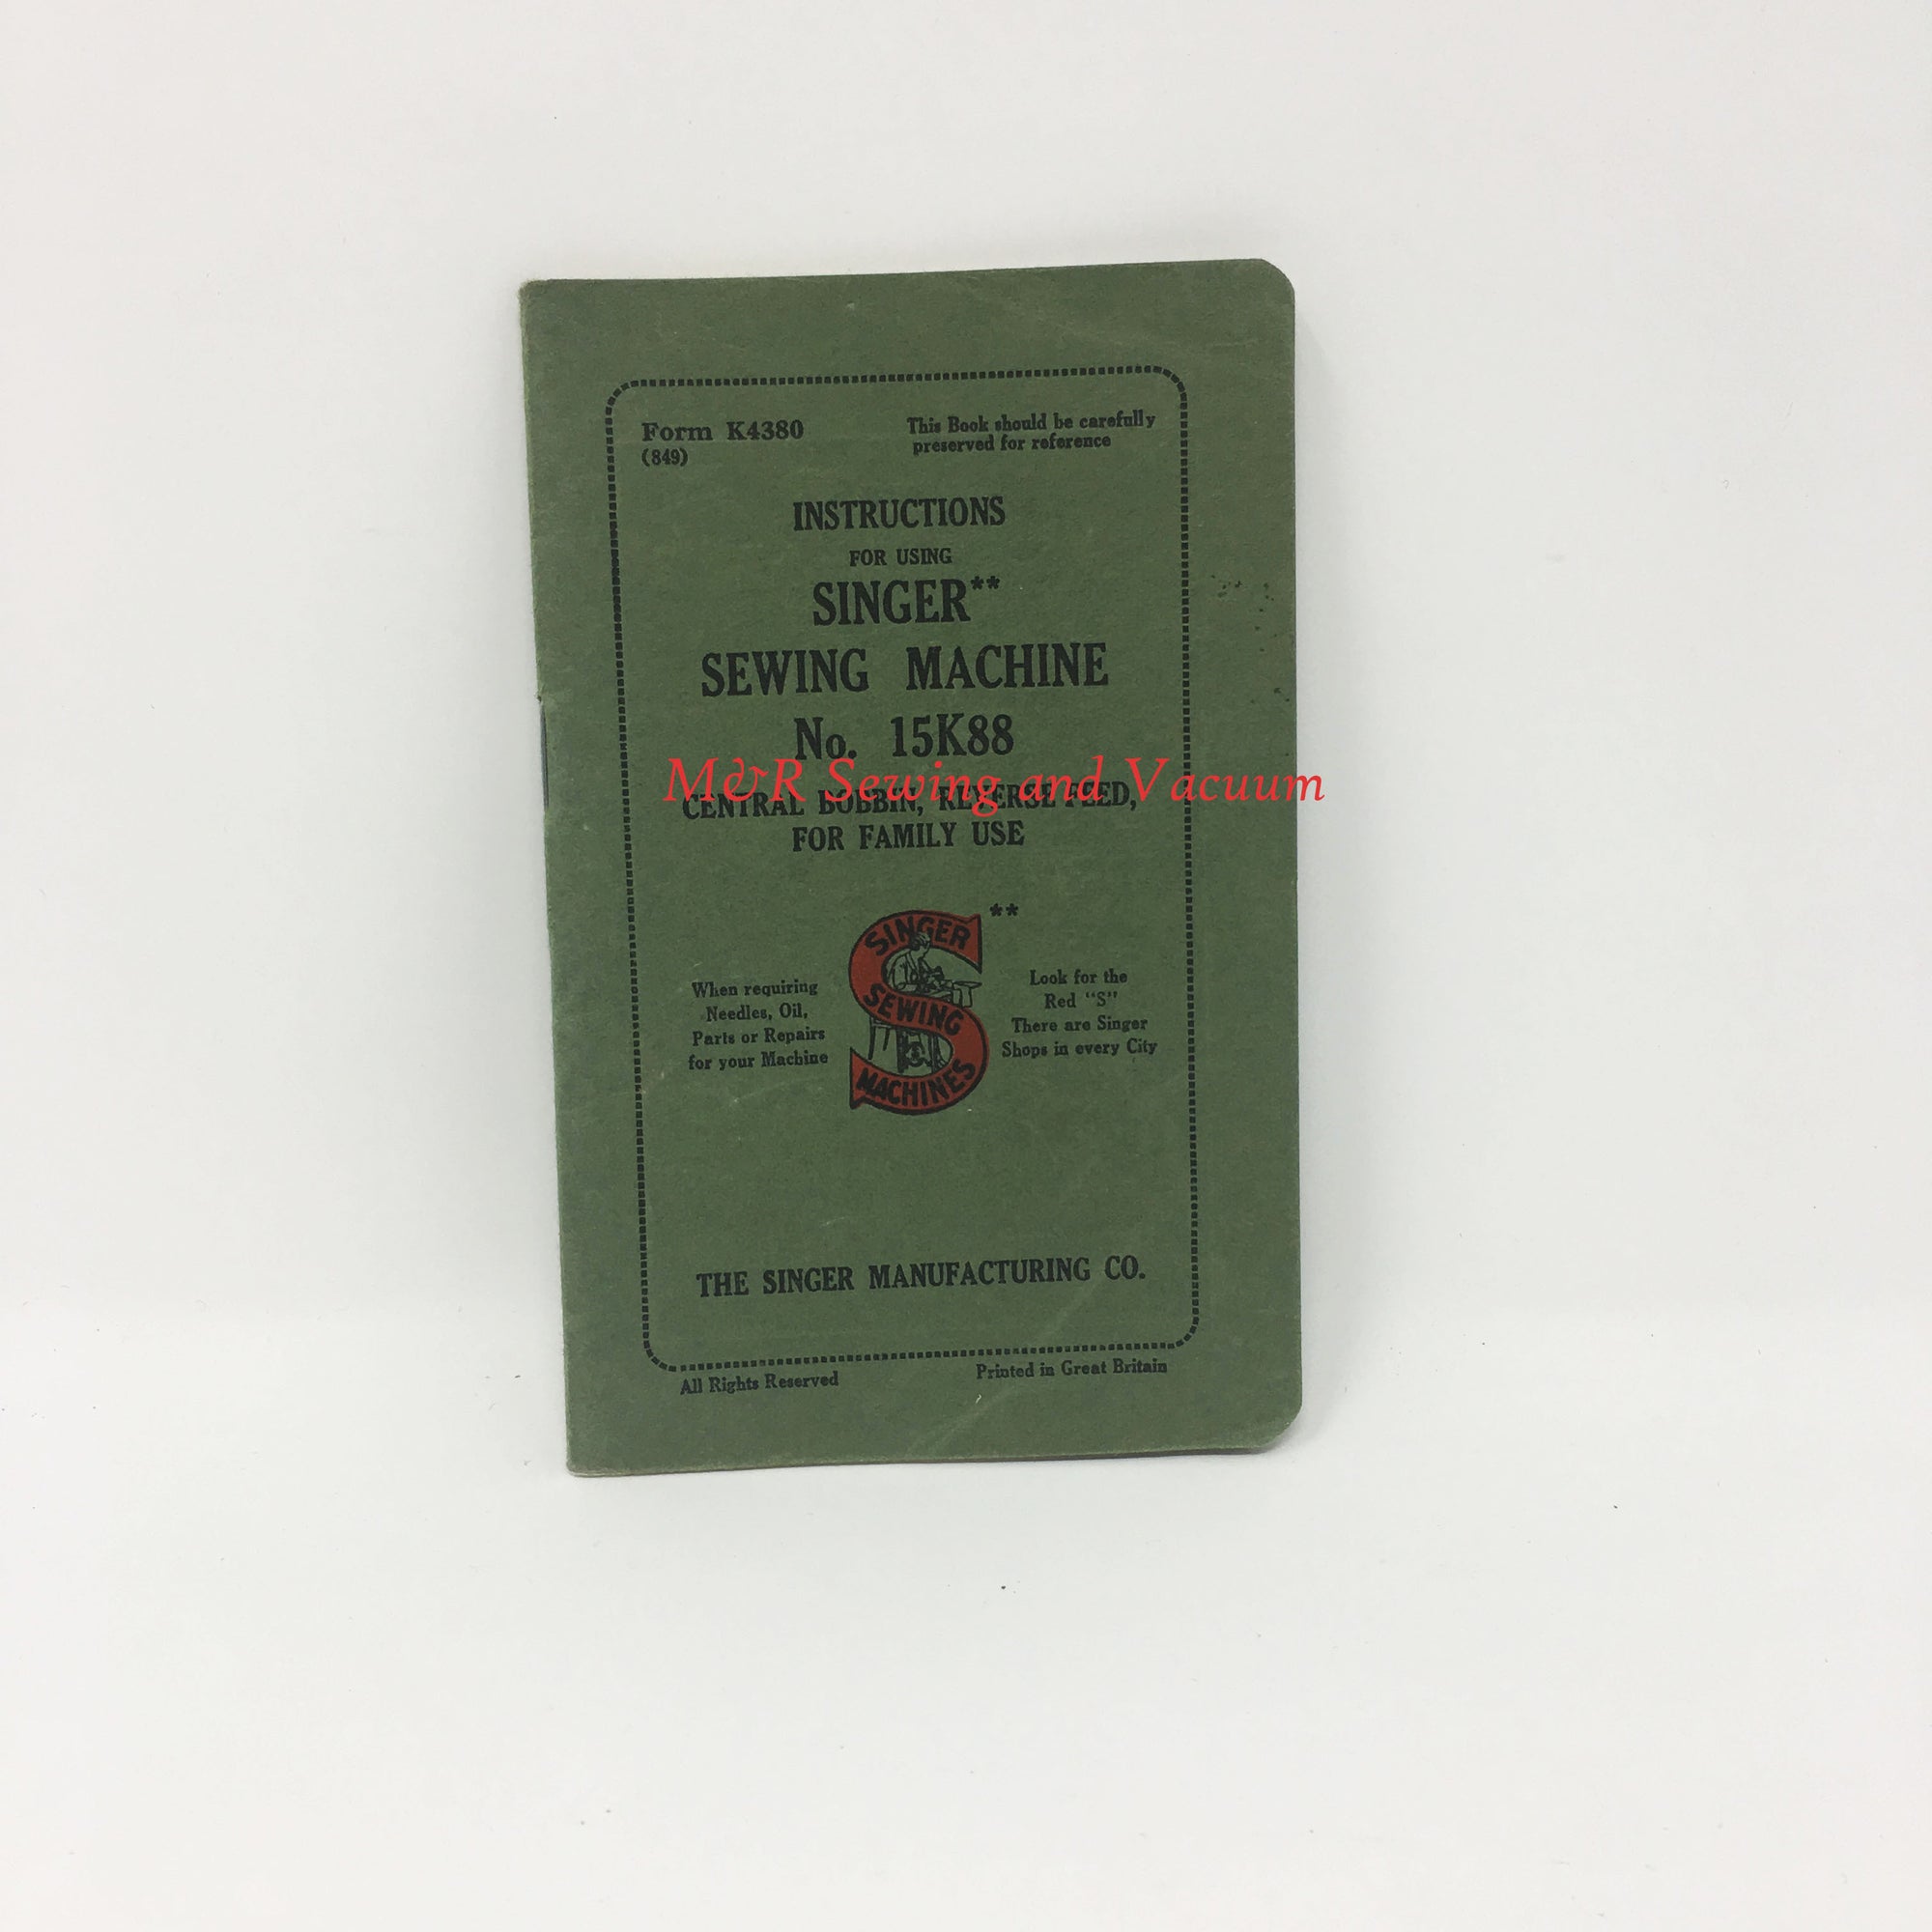 Form K4380
(849)
This Book should be carefully
preserved for reference
INSTRUCTIONS
FOR USING
SINGER**
SEWING MACHINE
No. 15K88
M&R Sewing and Vacuum
CENTRAL BOBBIN, REVERSE FEED,
FOR FAMILY USE
**
SINGER
SEWING
MACHINES
When requiring
Needles, Oil,
Parts or Repairs
for your Machine
Look for the
Red "S"
There are Singer
Shops in every City
THE SINGER MANUFACTURING CO.
All Rights Reserved
Printed in Great Britain